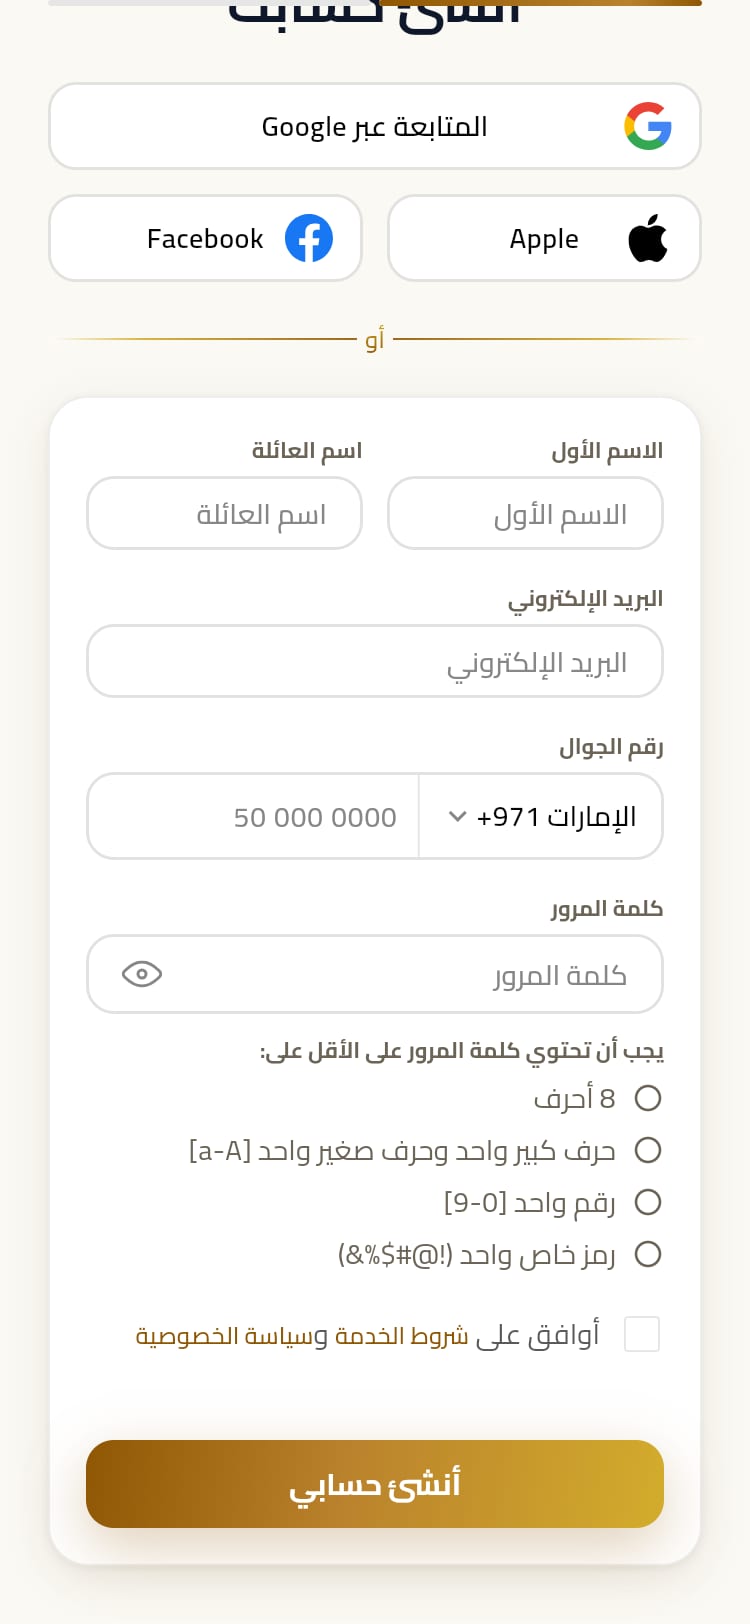 أنشئ حسابك
المتابعة عبر Google
Apple
Facebook
أو
الاسم الأول
اسم العائلة
الاسم الأول
اسم العائلة
البريد الإلكتروني
البريد الإلكتروني
رقم الجوال
الإمارات 971+
50 000 0000
كلمة المرور
كلمة المرور
يجب أن تحتوي كلمة المرور على الأقل على:
8 أحرف
حرف كبير واحد وحرف صغير واحد [a-A]
رقم واحد [0-9]
رمز خاص واحد (!@#$%&)
أوافق على شروط الخدمة وسياسة الخصوصية
أنشئ حسابي